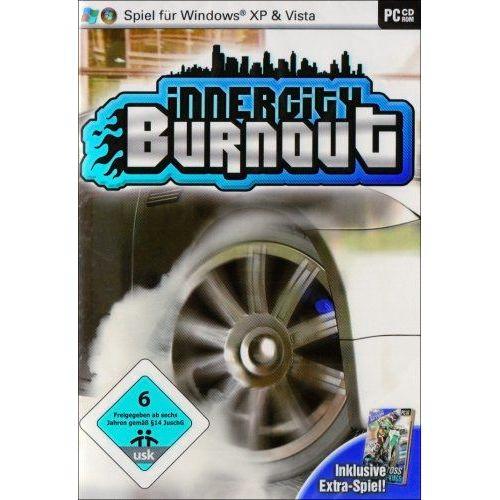 Spiel für Windows® XP & Vista
PC CD
ROM
INNERCITY
BURNOUT
6
Freigegeben ab sechs
Jahren gemäß §14 JuschG
usk
Inklusive
Extra-Spiel!